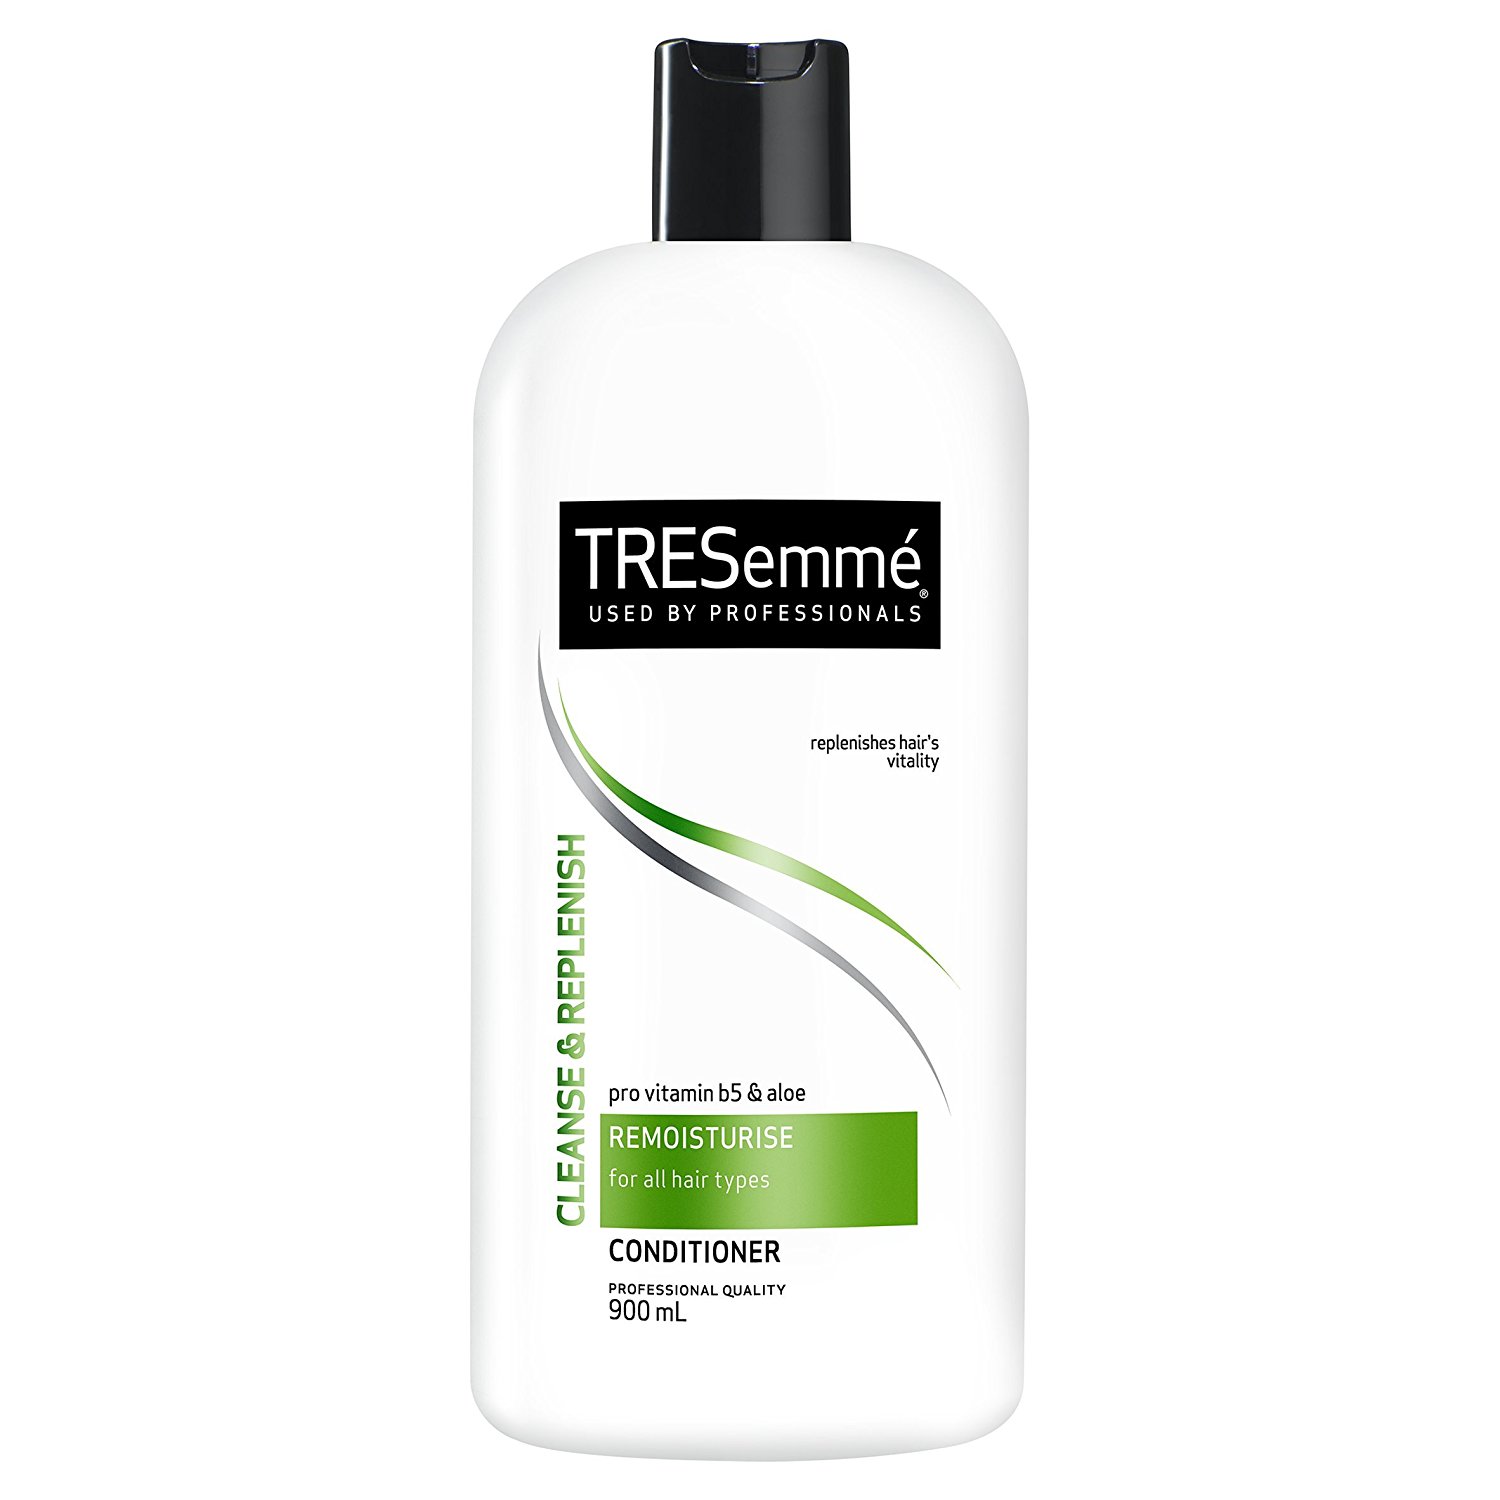 TRESemmé®
USED BY PROFESSIONALS
replenishes hair's
vitality
CLEANSE & REPLENISH
pro vitamin b5 & aloe
REMOISTURISE
for all hair types
CONDITIONER
PROFESSIONAL QUALITY
900 mL